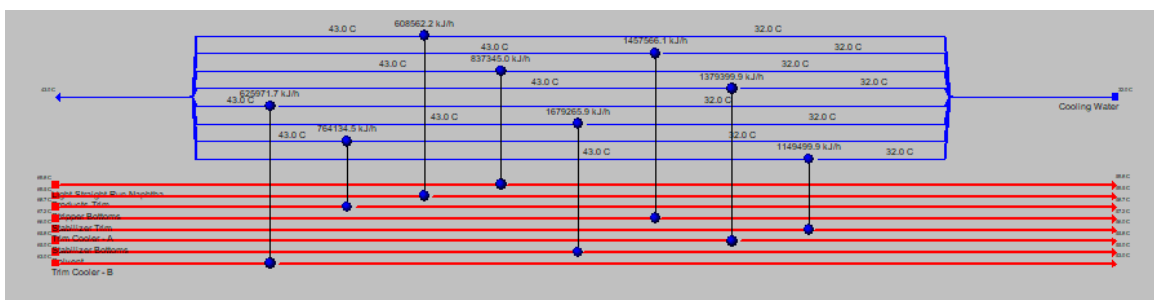 43.0 C 608562.2 kJ/h 32.0 C
43.0 C 1457566.1 kJ/h 32.0 C
43.0 C 837345.0 kJ/h 32.0 C
43.0 C 1379399.9 kJ/h 32.0 C
43.0 C 625971.7 kJ/h 32.0 C
Cooling Water
43.0 C 1679265.9 kJ/h 32.0 C
43.0 C 764134.5 kJ/h 32.0 C
43.0 C 1149499.9 kJ/h 32.0 C
Light Straight Run Naphtha
Products Trim
Stripper Bottoms
Stabilizer Trim
Trim Cooler - A
Stabilizer Bottoms
Solvent
Trim Cooler - B